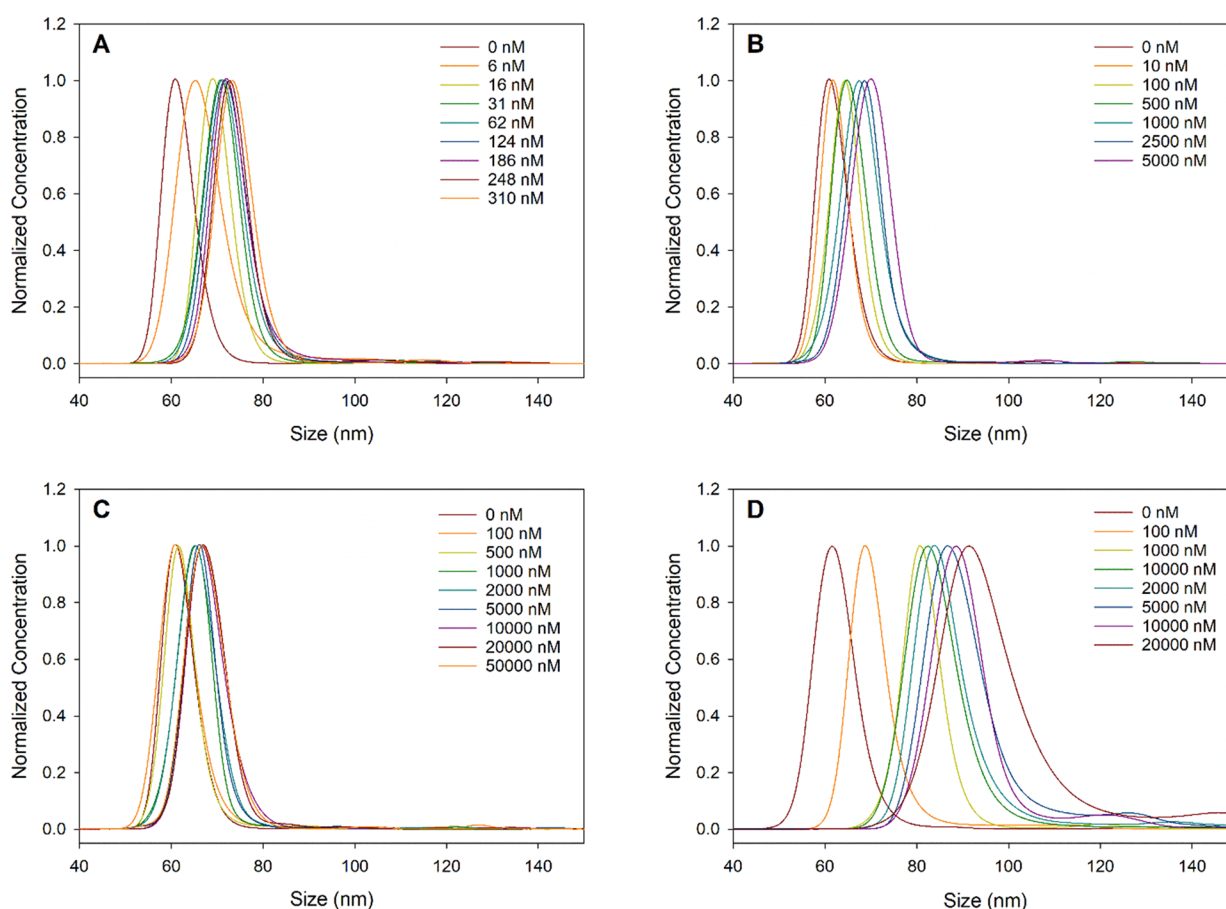 A
1.2
1.0
0.8
0.6
0.4
0.2
0.0
Normalized Concentration
40 60 80 100 120 140
Size (nm)
0 nM
6 nM
16 nM
31 nM
62 nM
124 nM
186 nM
248 nM
310 nM
B
1.2
1.0
0.8
0.6
0.4
0.2
0.0
Normalized Concentration
40 60 80 100 120 140
Size (nm)
0 nM
10 nM
100 nM
500 nM
1000 nM
2500 nM
5000 nM
C
1.2
1.0
0.8
0.6
0.4
0.2
0.0
Normalized Concentration
40 60 80 100 120 140
Size (nm)
0 nM
100 nM
500 nM
1000 nM
2000 nM
5000 nM
10000 nM
20000 nM
50000 nM
D
1.2
1.0
0.8
0.6
0.4
0.2
0.0
Normalized Concentration
40 60 80 100 120 140
Size (nm)
0 nM
100 nM
1000 nM
10000 nM
2000 nM
5000 nM
10000 nM
20000 nM